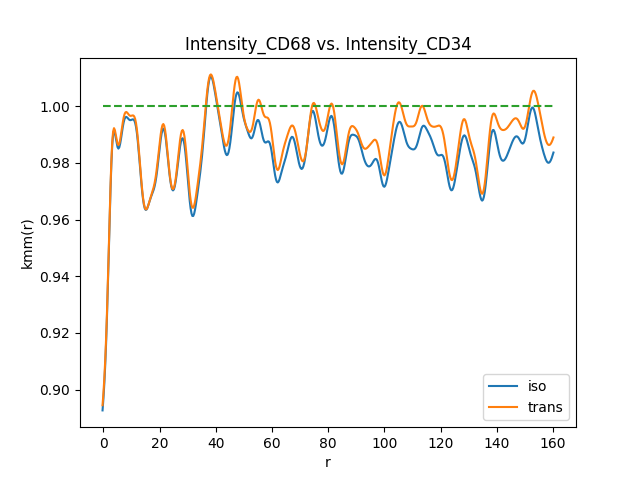 Intensity_CD68 vs. Intensity_CD34
kmm(r)
1.00
0.98
0.96
0.94
0.92
0.90
0 20 40 60 80 100 120 140 160
r
iso
trans